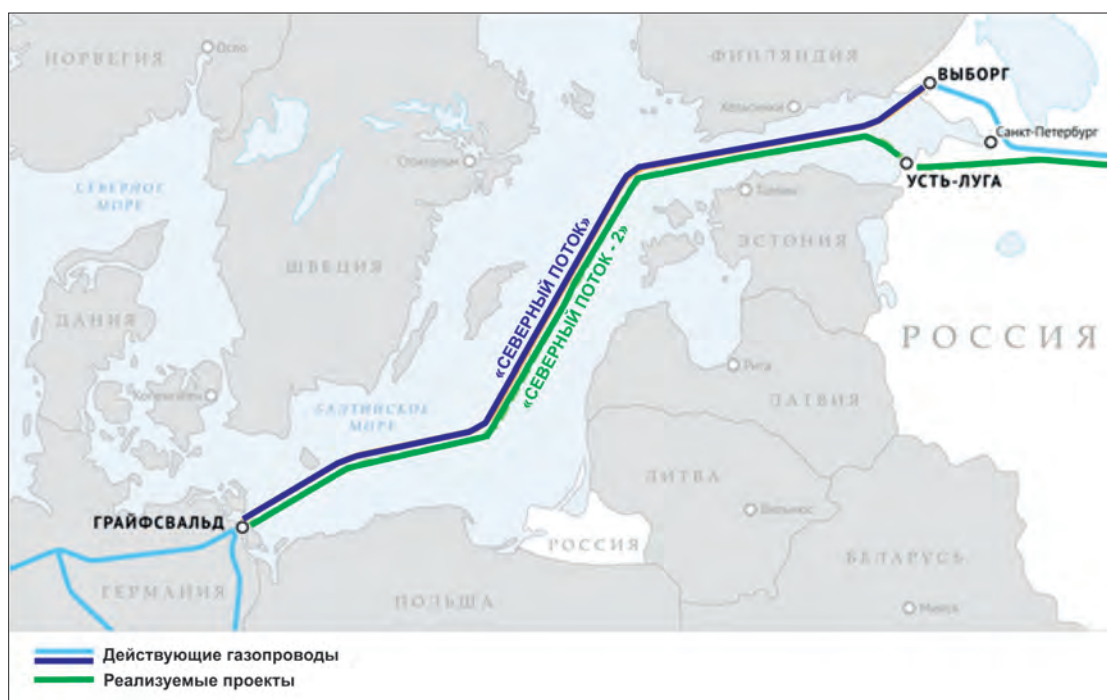 НОРВЕГИЯ
Осло
ФИНЛЯНДИЯ
ВЫБОРГ
Хельсинки
Санкт-Петербург
Стокгольм
УСТЬ-ЛУГА
СЕВЕРНОЕ
МОРЕ
Таллин
ЭСТОНИЯ
ШВЕЦИЯ
«СЕВЕРНЫЙ ПОТОК»
«СЕВЕРНЫЙ ПОТОК - 2»
ДАНИЯ
РОССИЯ
Рига
Копенгаген
БАЛТИЙСКОЕ
МОРЕ
ЛАТВИЯ
ЛИТВА
Вильнюс
ГРАЙФСВАЛЬД
РОССИЯ
БЕЛАРУСЬ
ГЕРМАНИЯ
ПОЛЬША
Минск
Действующие газопроводы
Реализуемые проекты